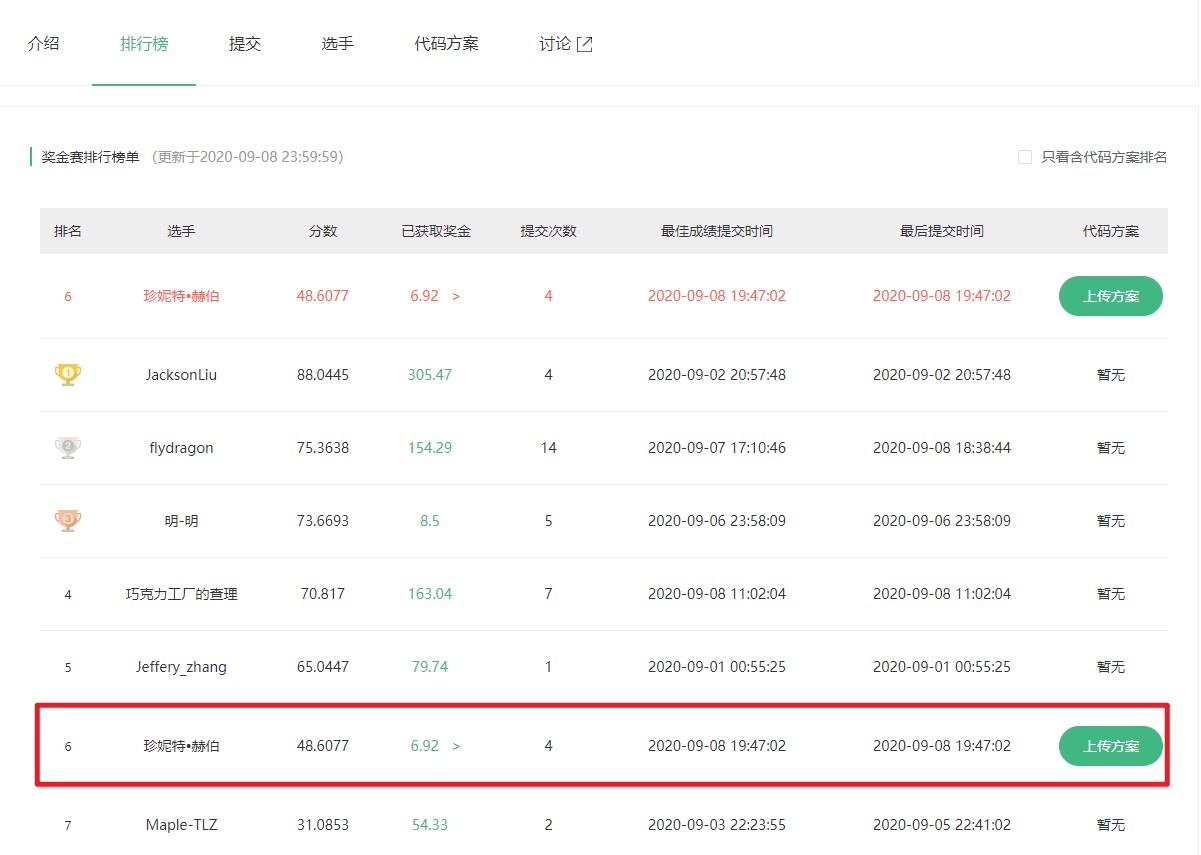 介绍 排行榜 提交 选手 代码方案 讨论
奖金赛排行榜单 (更新于2020-09-08 23:59:59) 只看含代码方案排名
排名 选手 分数 已获取奖金 提交次数 最佳成绩提交时间 最后提交时间 代码方案
6 珍妮特•赫伯 48.6077 6.92 > 4 2020-09-08 19:47:02 2020-09-08 19:47:02 上传方案
1 JacksonLiu 88.0445 305.47 4 2020-09-02 20:57:48 2020-09-02 20:57:48 暂无
2 flydragon 75.3638 154.29 14 2020-09-07 17:10:46 2020-09-08 18:38:44 暂无
3 明-明 73.6693 8.5 5 2020-09-06 23:58:09 2020-09-06 23:58:09 暂无
4 巧克力工厂的查理 70.817 163.04 7 2020-09-08 11:02:04 2020-09-08 11:02:04 暂无
5 Jeffery_zhang 65.0447 79.74 1 2020-09-01 00:55:25 2020-09-01 00:55:25 暂无
6 珍妮特•赫伯 48.6077 6.92 > 4 2020-09-08 19:47:02 2020-09-08 19:47:02 上传方案
7 Maple-TLZ 31.0853 54.33 2 2020-09-03 22:23:55 2020-09-05 22:41:02 暂无